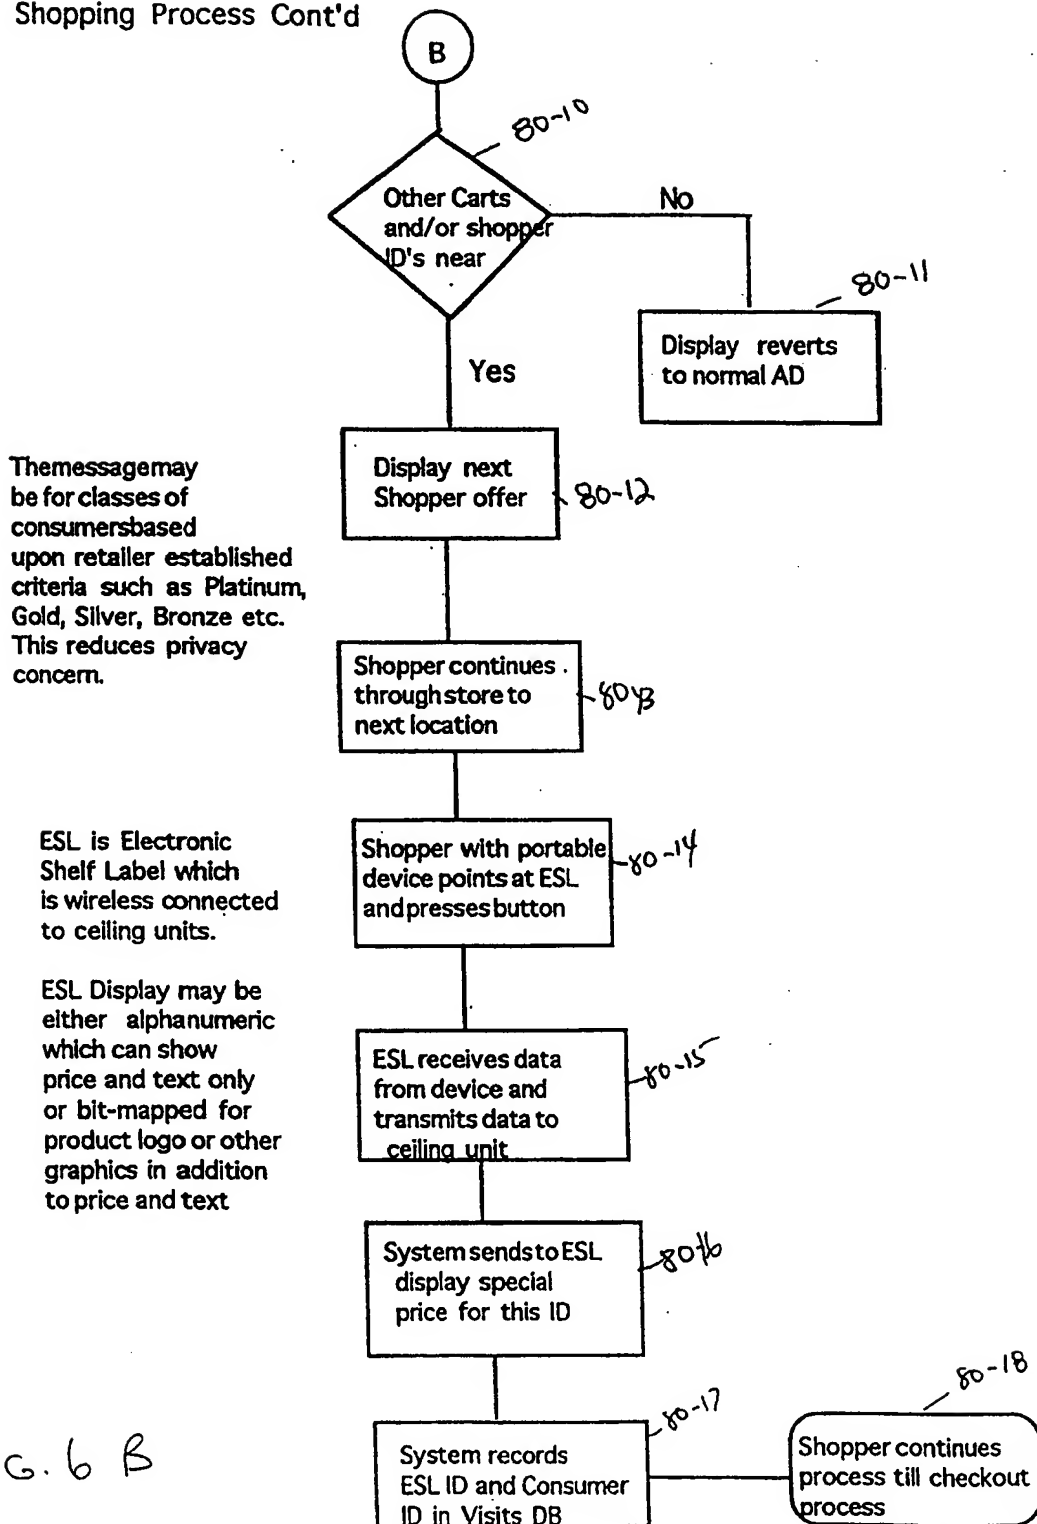 Shopping Process Cont'd
B
80-10
Other Carts
and/or shopper
ID's near
No
80-11
Display reverts
to normal AD
Yes
Display next
Shopper offer
80-12
Themessagemay
be for classes of
consumersbased
upon retailer established
criteria such as Platinum,
Gold, Silver, Bronze etc.
This reduces privacy
concern.
Shopper continues
through store to
next location
80-13
ESL is Electronic
Shelf Label which
is wireless connected
to ceiling units.
Shopper with portable
device points at ESL
and presses button
80-14
ESL Display may be
either alphanumeric
which can show
price and text only
or bit-mapped for
product logo or other
graphics in addition
to price and text
ESL receives data
from device and
transmits data to
ceiling unit
80-15
System sends to ESL
display special
price for this ID
80-16
80-17
System records
ESL ID and Consumer
ID in Visits DB
80-18
Shopper continues
process till checkout
process
G. 6 B